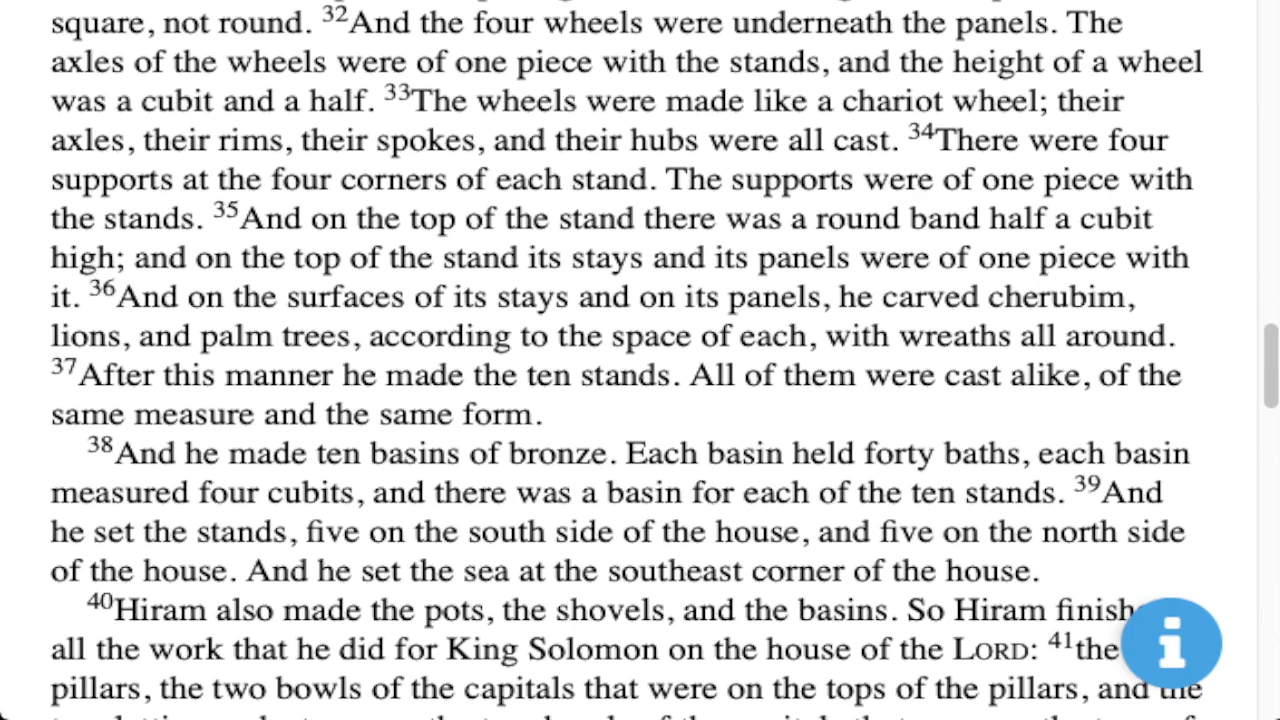 square, not round. 32And the four wheels were underneath the panels. The
axles of the wheels were of one piece with the stands, and the height of a wheel
was a cubit and a half. 33The wheels were made like a chariot wheel; their
axles, their rims, their spokes, and their hubs were all cast. 34There were four
supports at the four corners of each stand. The supports were of one piece with
the stands. 35And on the top of the stand there was a round band half a cubit
high; and on the top of the stand its stays and its panels were of one piece with
it. 36And on the surfaces of its stays and on its panels, he carved cherubim,
lions, and palm trees, according to the space of each, with wreaths all around.
37After this manner he made the ten stands. All of them were cast alike, of the
same measure and the same form.
38And he made ten basins of bronze. Each basin held forty baths, each basin
measured four cubits, and there was a basin for each of the ten stands. 39And
he set the stands, five on the south side of the house, and five on the north side
of the house. And he set the sea at the southeast corner of the house.
40Hiram also made the pots, the shovels, and the basins. So Hiram finish
all the work that he did for King Solomon on the house of the LORD: 41the
pillars, the two bowls of the capitals that were on the tops of the pillars, and the